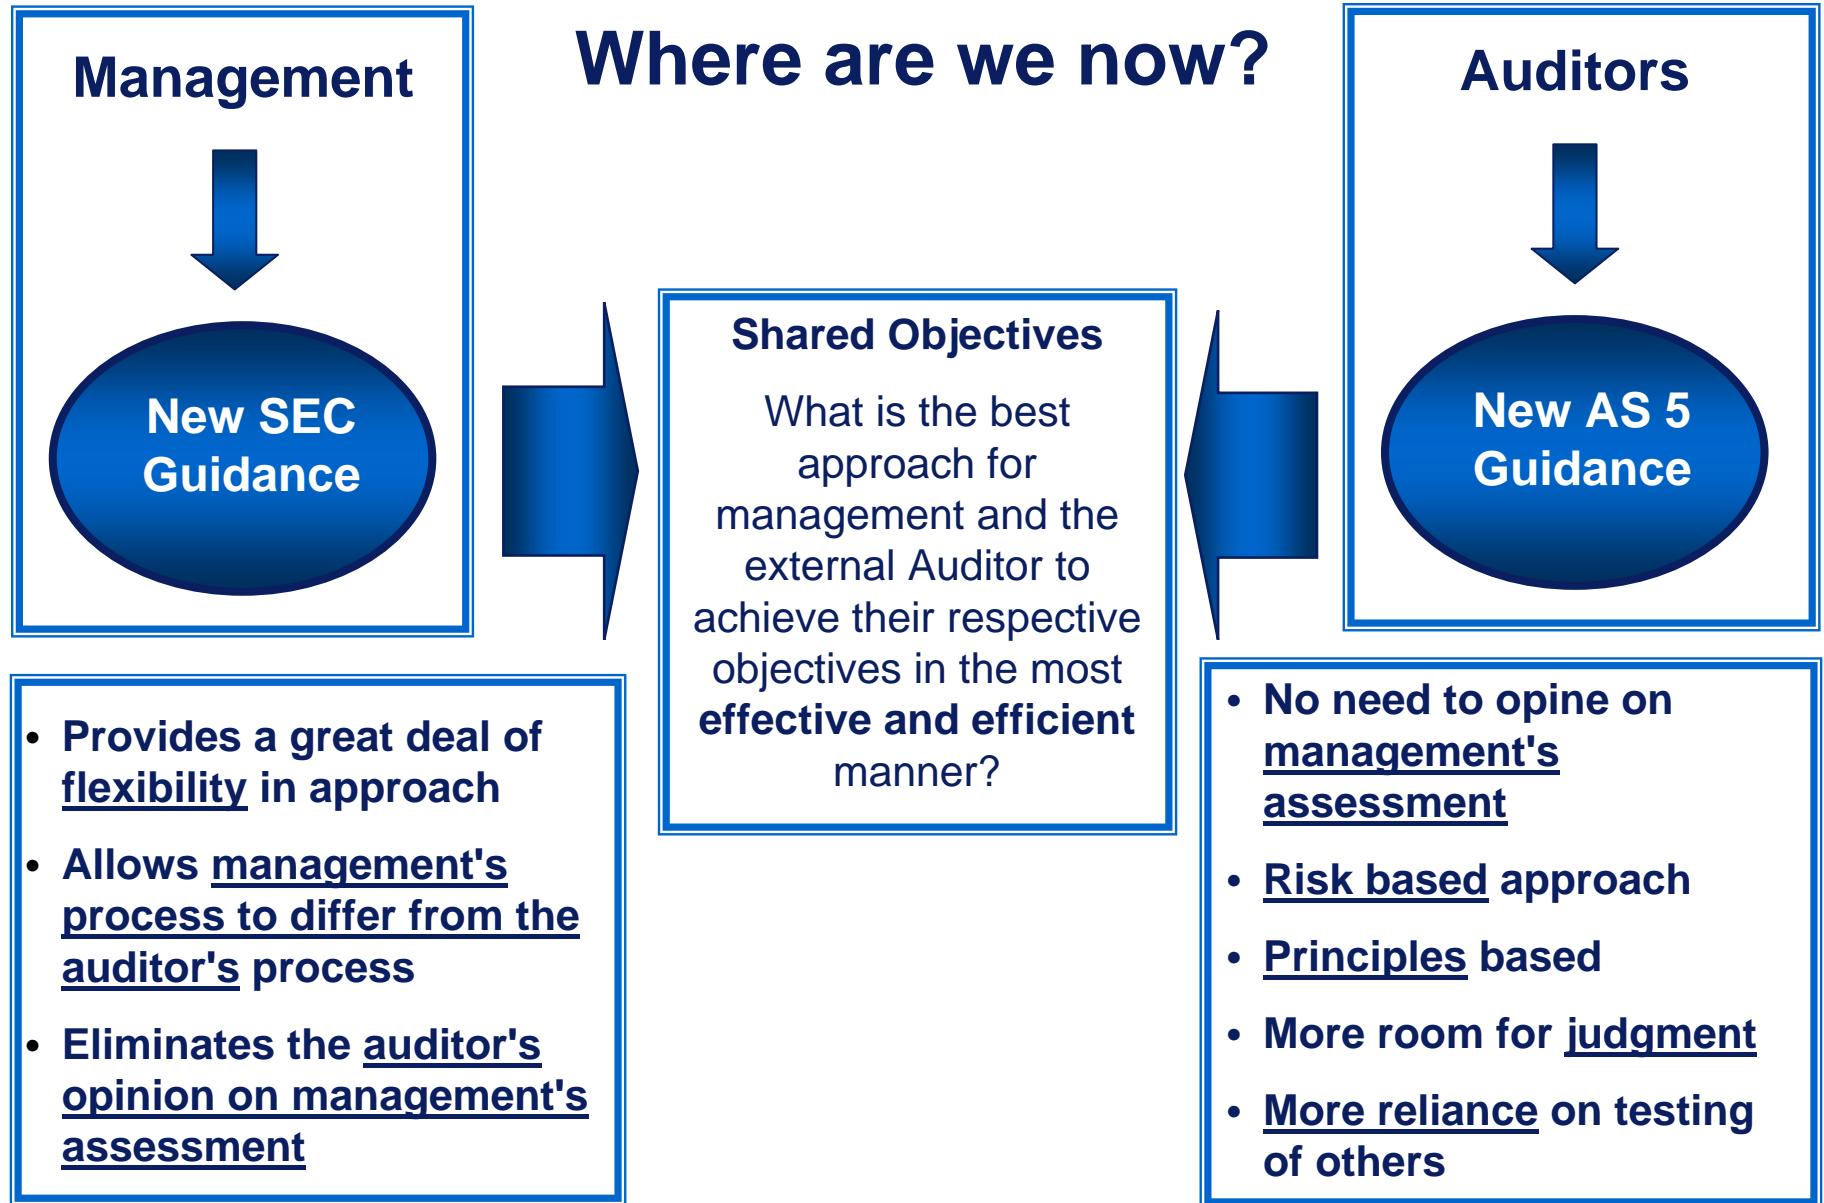 Where are we now?
Management
New SEC
Guidance
• Provides a great deal of
flexibility in approach
• Allows management's
process to differ from the
auditor's process
• Eliminates the auditor's
opinion on management's
assessment
Shared Objectives
What is the best
approach for
management and the
external Auditor to
achieve their respective
objectives in the most
effective and efficient
manner?
Auditors
New AS 5
Guidance
• No need to opine on
management's
assessment
• Risk based approach
• Principles based
• More room for judgment
• More reliance on testing
of others